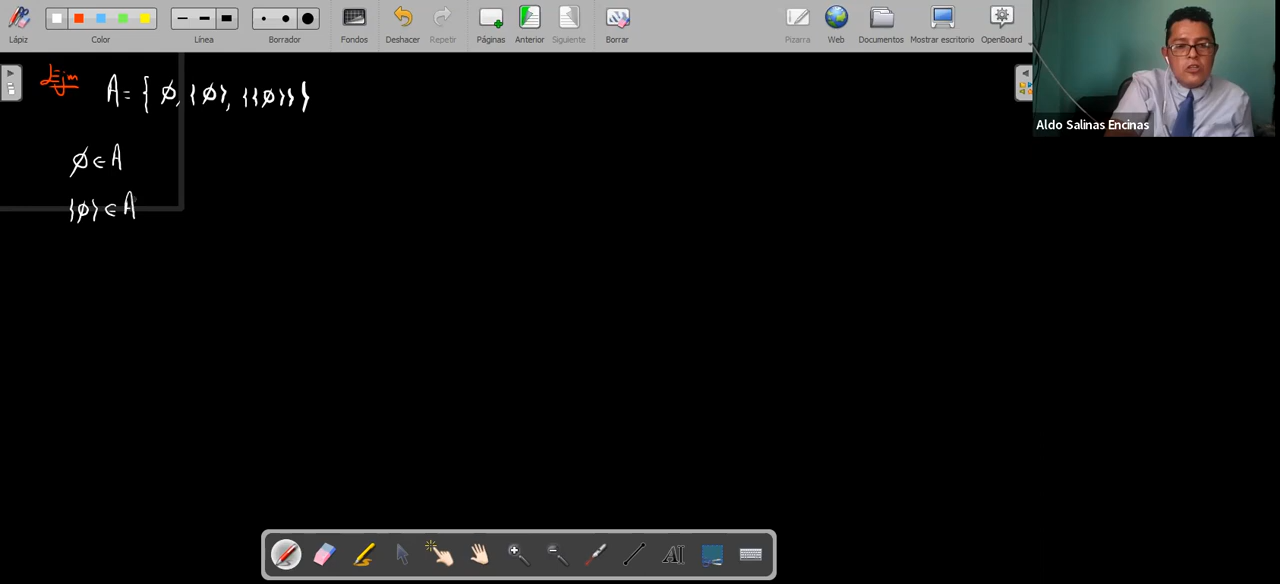 Lápiz Color Línea Borrador Fondos Deshacer Repetir Páginas Anterior Siguiente Borrar Pizarra Web Documentos Mostrar escritorio OpenBoard
Ejm A = { ∅, {∅}, {{∅}} }
Aldo Salinas Encinas
∅ ∈ A
{∅} ∈ A
AI